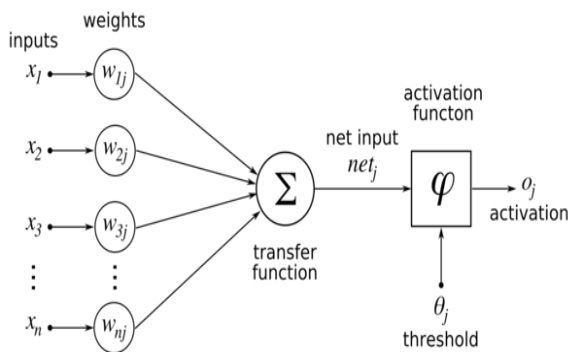 weights
inputs
x1 w1j
x2 w2j
x3 w3j
⋮ ⋮
xn wnj
Σ
transfer
function
net input
netj
activation
functon
φ
oj
activation
θj
threshold